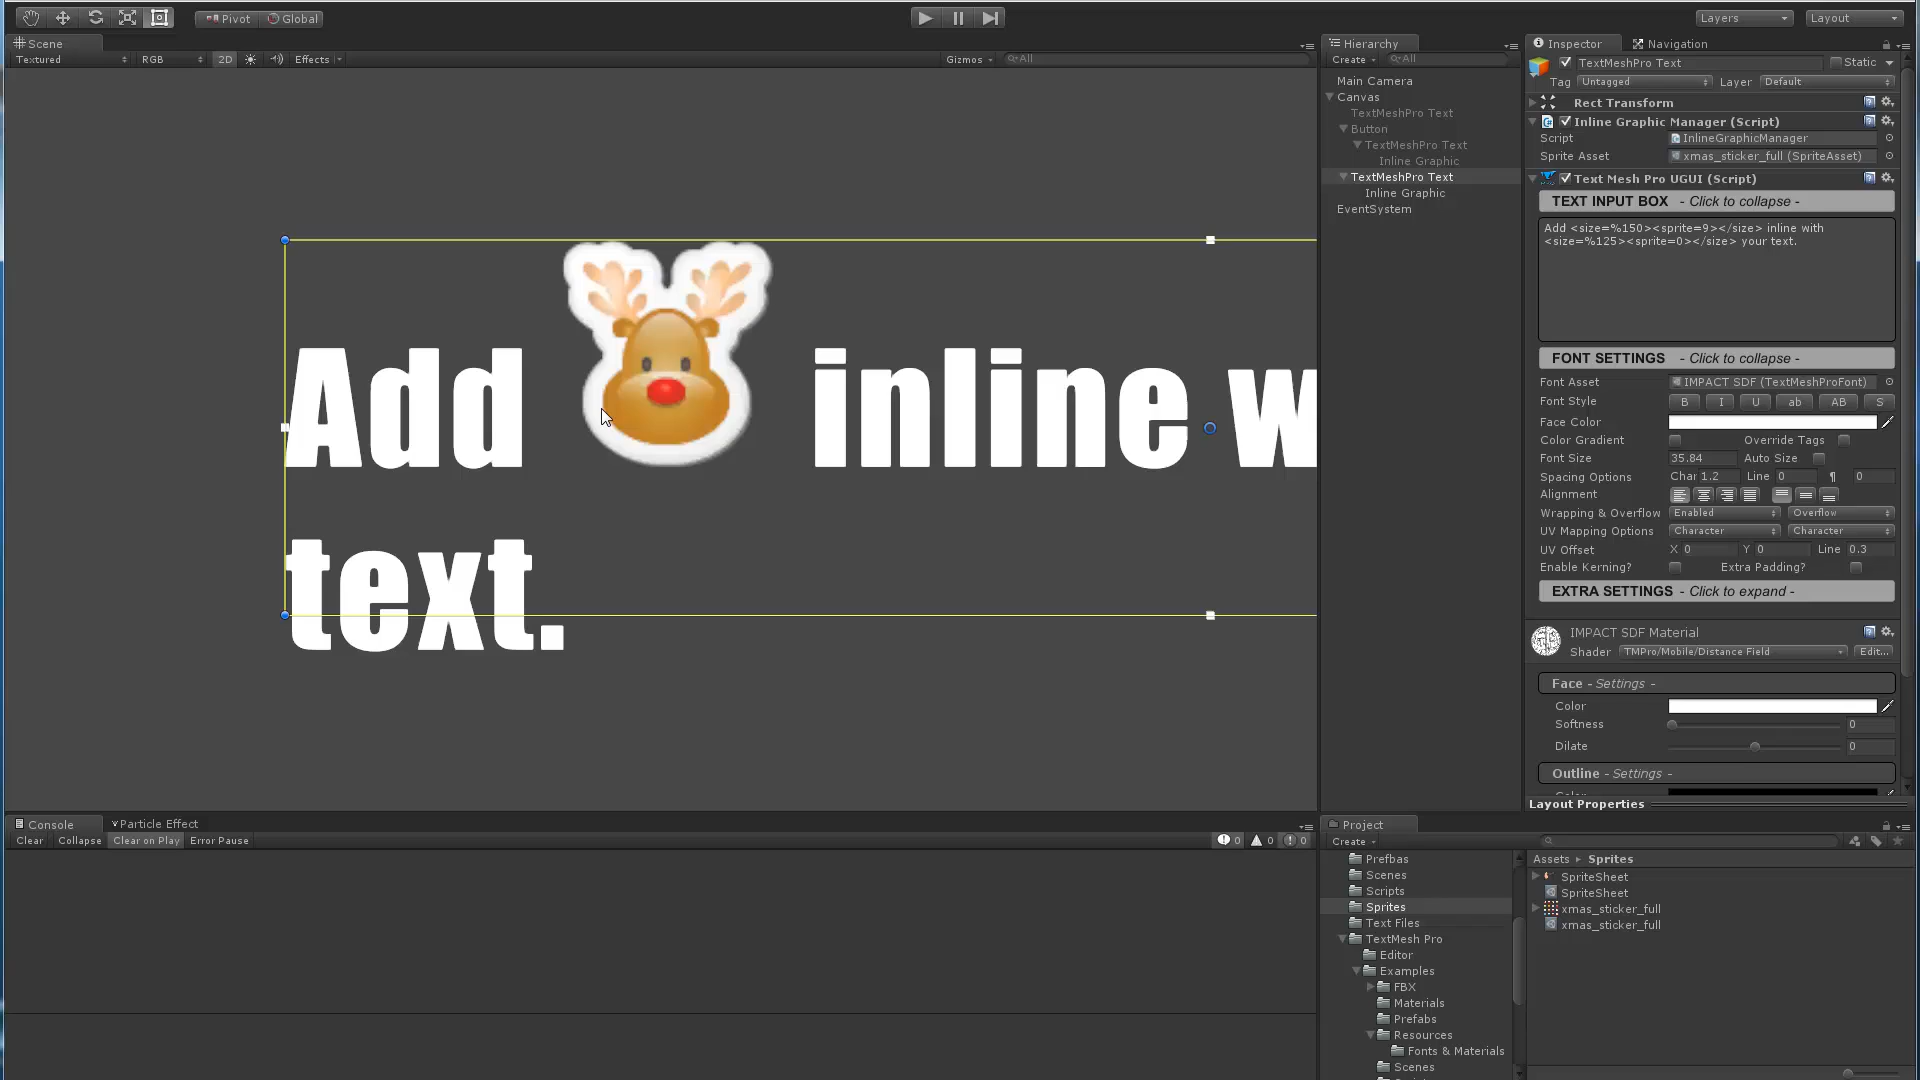 Pivot Global Layers Layout
Scene
Textured RGB 2D Effects Gizmos All
Add inline w
text.
Hierarchy
Create All
Main Camera
Canvas
TextMeshPro Text
Button
TextMeshPro Text
Inline Graphic
TextMeshPro Text
Inline Graphic
EventSystem
Inspector Navigation
TextMeshPro Text Static
Tag Untagged Layer Default
Rect Transform
Inline Graphic Manager (Script)
Script InlineGraphicManager
Sprite Asset xmas_sticker_full (SpriteAsset)
Text Mesh Pro UGUI (Script)
TEXT INPUT BOX - Click to collapse -
Add <size=%150><sprite=9></size> inline with
<size=%125><sprite=0></size> your text.
FONT SETTINGS - Click to collapse -
Font Asset IMPACT SDF (TextMeshProFont)
Font Style B I U ab AB S
Face Color
Color Gradient Override Tags
Font Size 35.84 Auto Size
Spacing Options Char 1.2 Line 0 ¶ 0
Alignment
Wrapping & Overflow Enabled Overflow
UV Mapping Options Character Character
UV Offset X 0 Y 0 Line 0.3
Enable Kerning? Extra Padding?
EXTRA SETTINGS - Click to expand -
IMPACT SDF Material
Shader TMPro/Mobile/Distance Field Edit...
Face - Settings -
Color
Softness 0
Dilate 0
Outline - Settings -
Layout Properties
Console Particle Effect
Clear Collapse Clear on Play Error Pause 0 0 0
Project
Create
Prefbas
Scenes
Scripts
Sprites
Text Files
TextMesh Pro
Editor
Examples
FBX
Materials
Prefabs
Resources
Fonts & Materials
Scenes
Assets Sprites
SpriteSheet
SpriteSheet
xmas_sticker_full
xmas_sticker_full